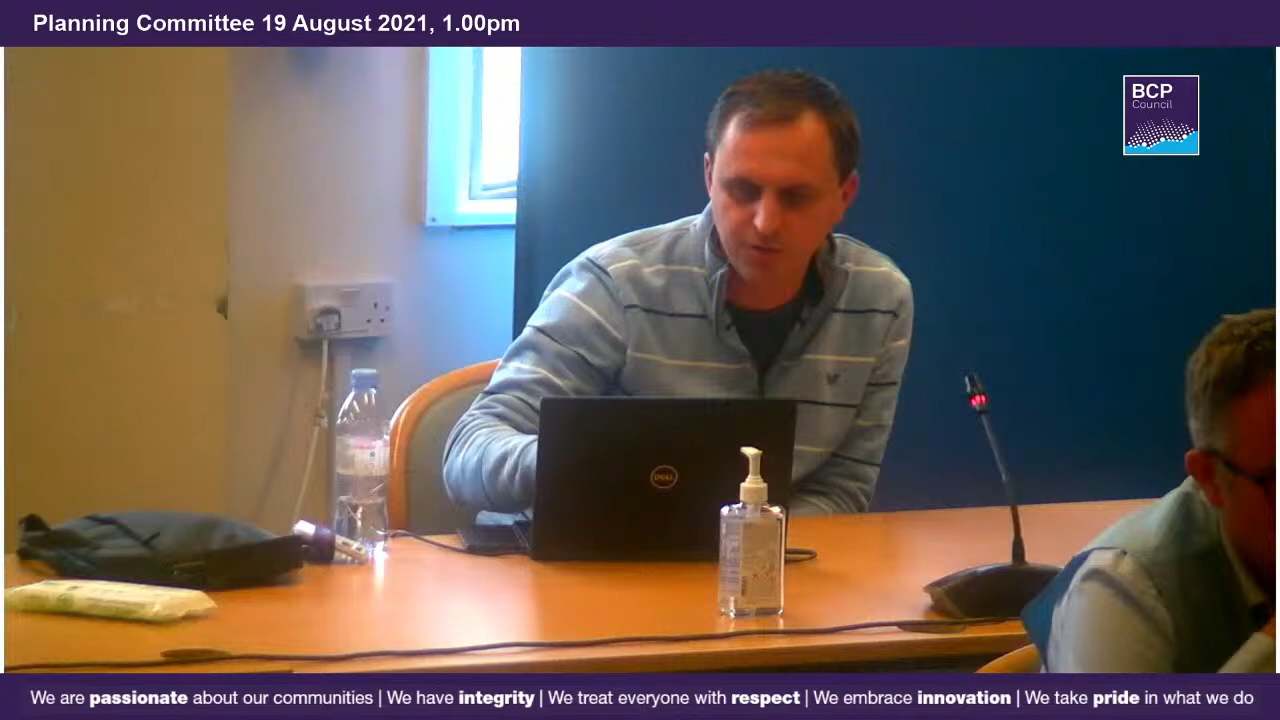 Planning Committee 19 August 2021, 1.00pm
BCP
Council
DELL
We are passionate about our communities | We have integrity | We treat everyone with respect | We embrace innovation | We take pride in what we do